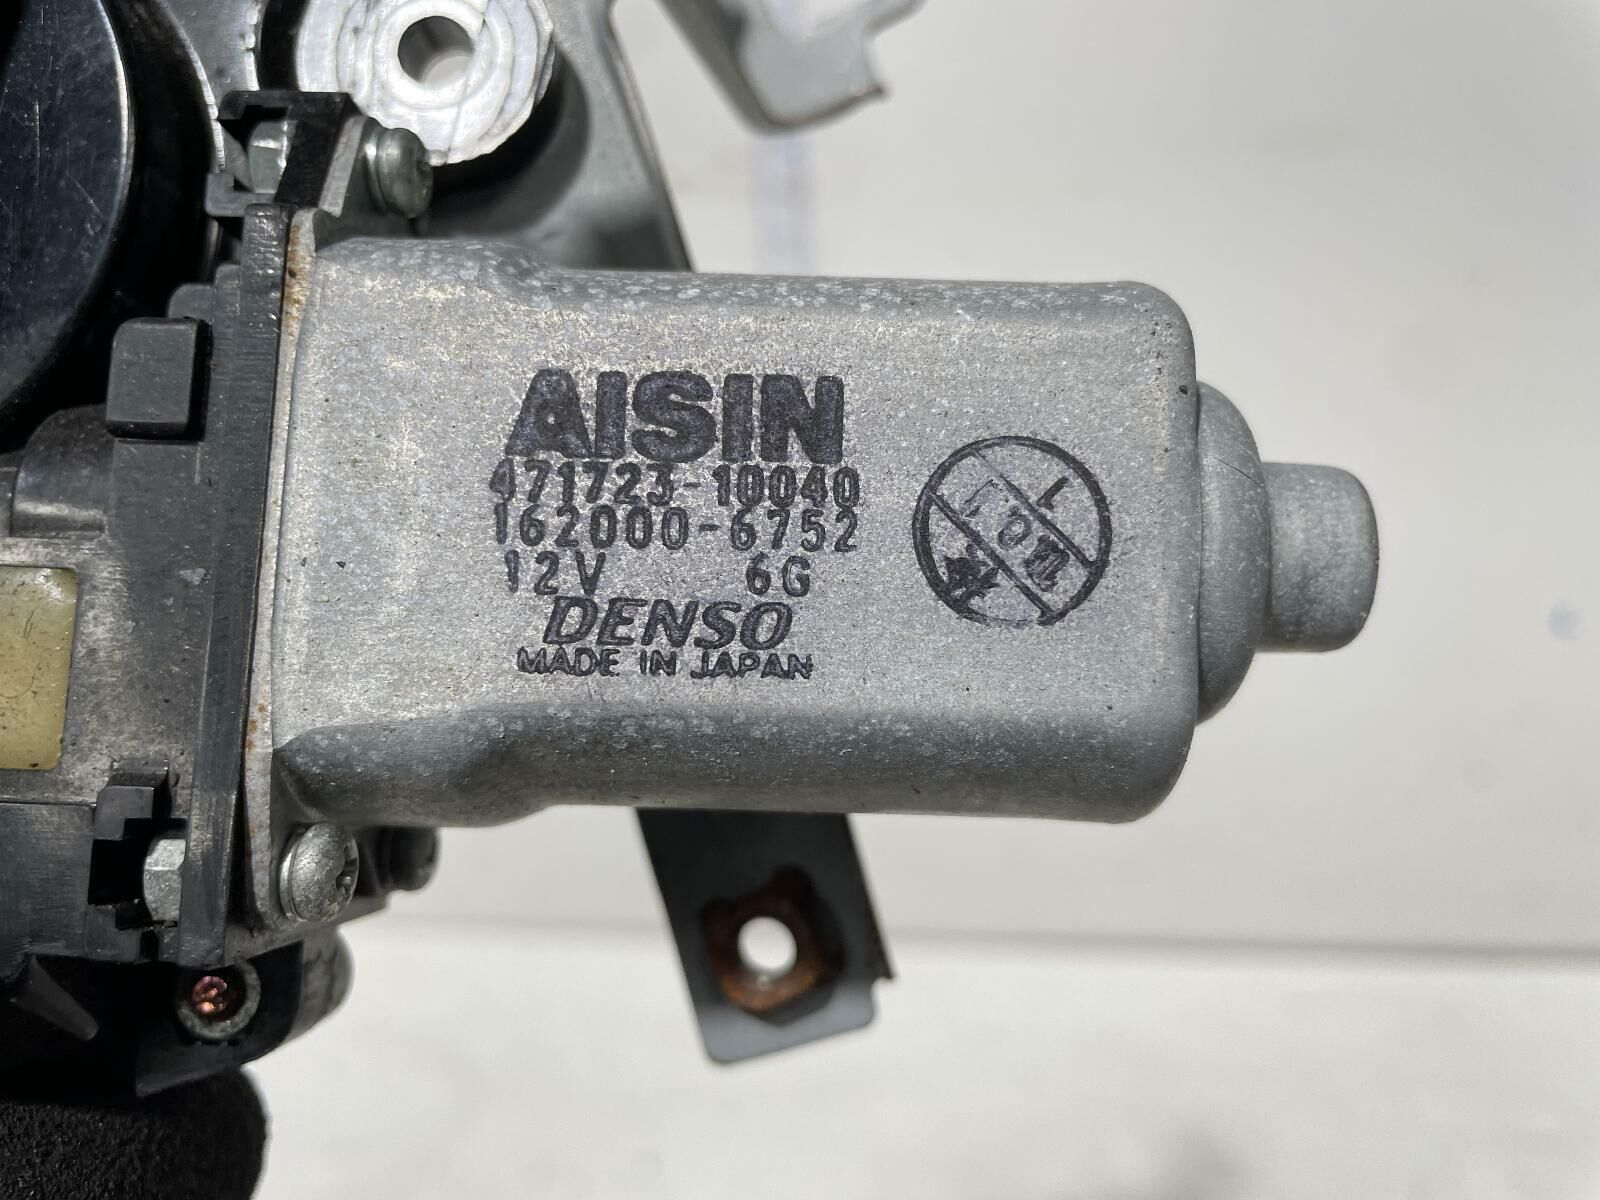 AISIN
471723-10040
162000-6752
12V 6G
DENSO
MADE IN JAPAN